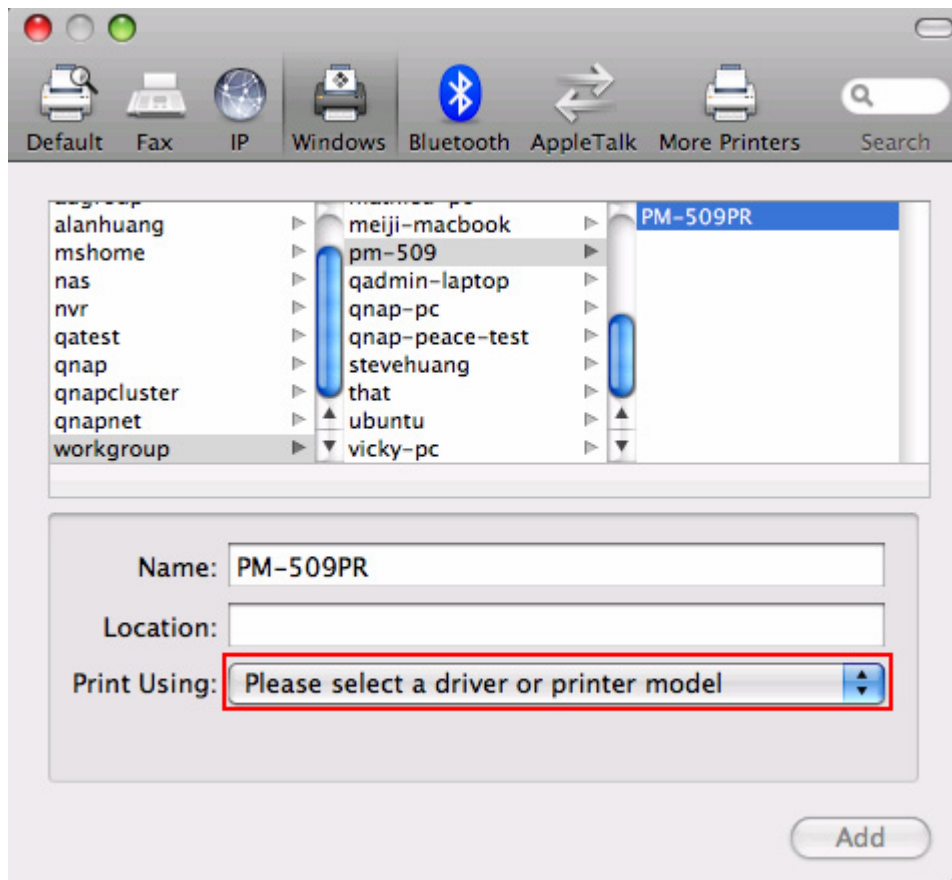 Default Fax IP Windows Bluetooth AppleTalk More Printers Search
alanhuang
mshome
nas
nvr
qatest
qnap
qnapcluster
qnapnet
workgroup
meiji-macbook
pm-509
qadmin-laptop
qnap-pc
qnap-peace-test
stevehuang
that
ubuntu
vicky-pc
PM-509PR
Name: PM-509PR
Location:
Print Using: Please select a driver or printer model
Add